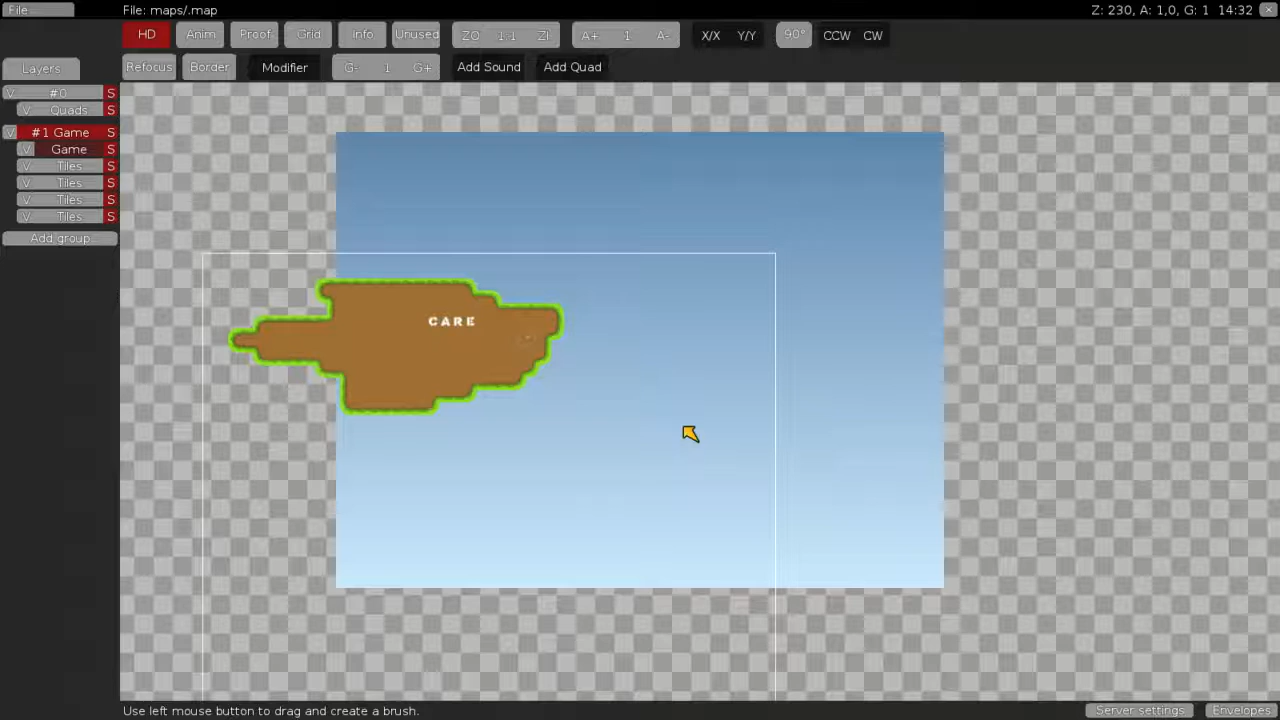 File File: maps/.map Z: 230, A: 1,0, G: 1 14:32 ×
HD Anim Proof Grid Info Unused ZO 1:1 ZI A+ 1 A- X/X Y/Y 90° CCW CW
Layers Refocus Border Modifier G- 1 G+ Add Sound Add Quad
V #0 S
V Quads S
V #1 Game S
V Game S
V Tiles S
V Tiles S
V Tiles S
V Tiles S
Add group
CARE
Use left mouse button to drag and create a brush. Server settings Envelopes